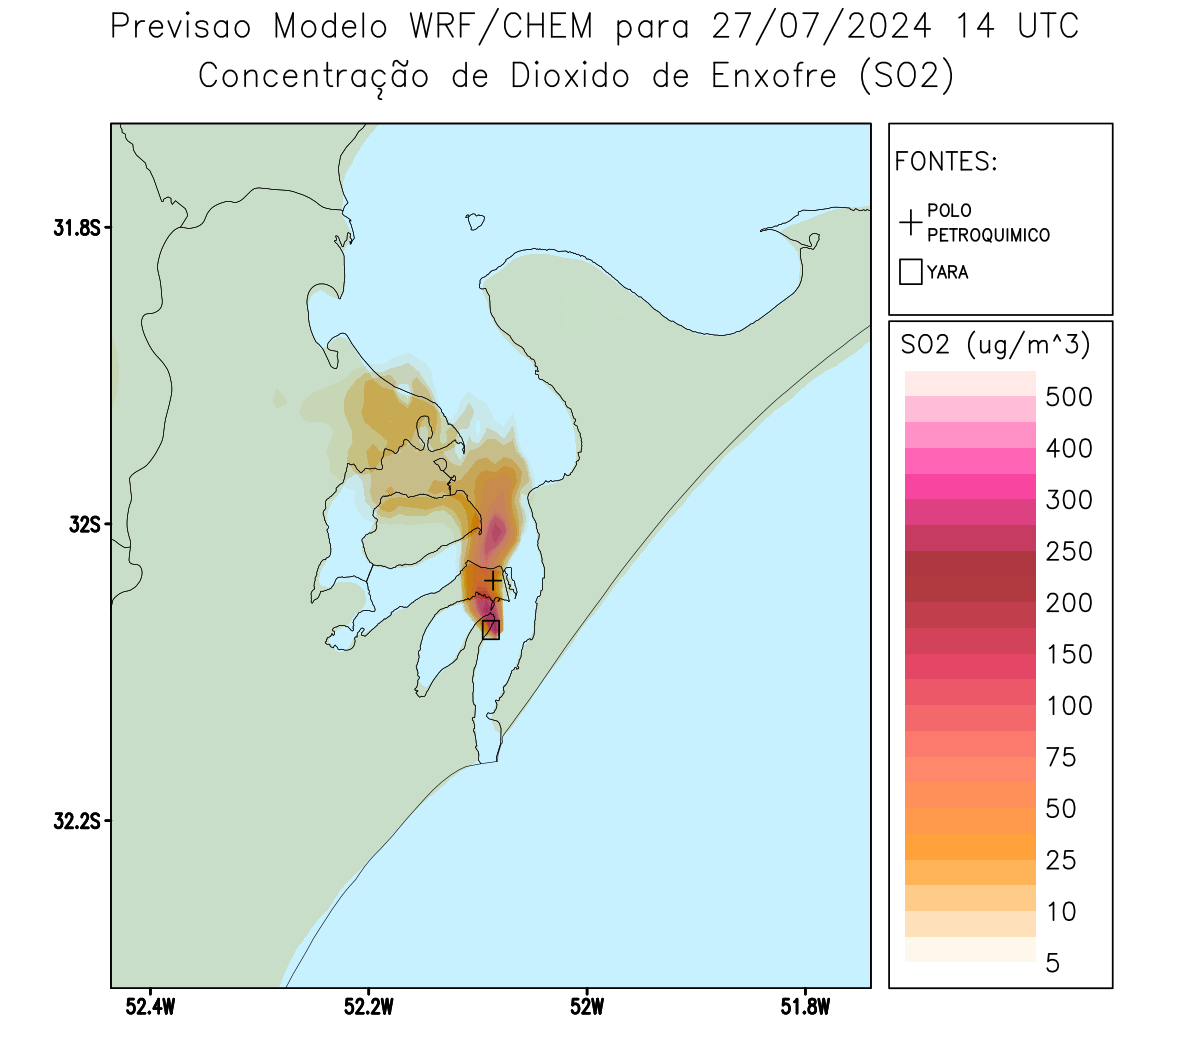 Previsao Modelo WRF/CHEM para 27/07/2024 14 UTC
Concentração de Dioxido de Enxofre (SO2)
FONTES:
POLO
PETROQUIMICO
YARA
31.8S
32S
32.2S
52.4W
52.2W
52W
51.8W
SO2 (ug/m^3)
500
400
300
250
200
150
100
75
50
25
10
5